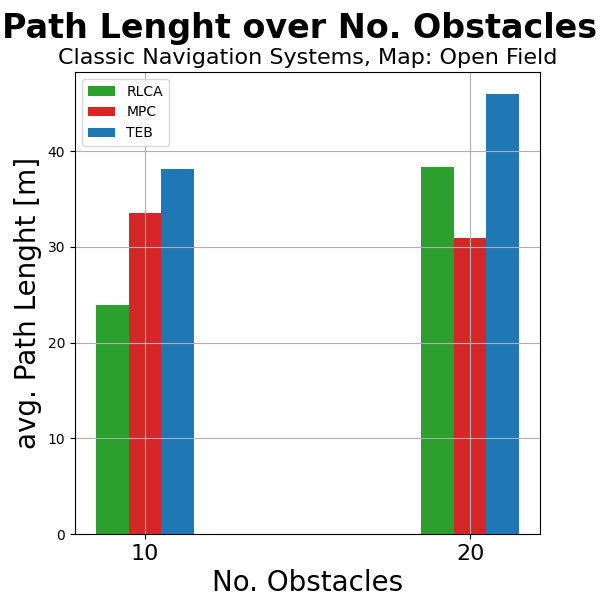 Path Lenght over No. Obstacles
Classic Navigation Systems, Map: Open Field
RLCA
MPC
TEB
avg. Path Lenght [m]
40
30
20
10
0
10
20
No. Obstacles